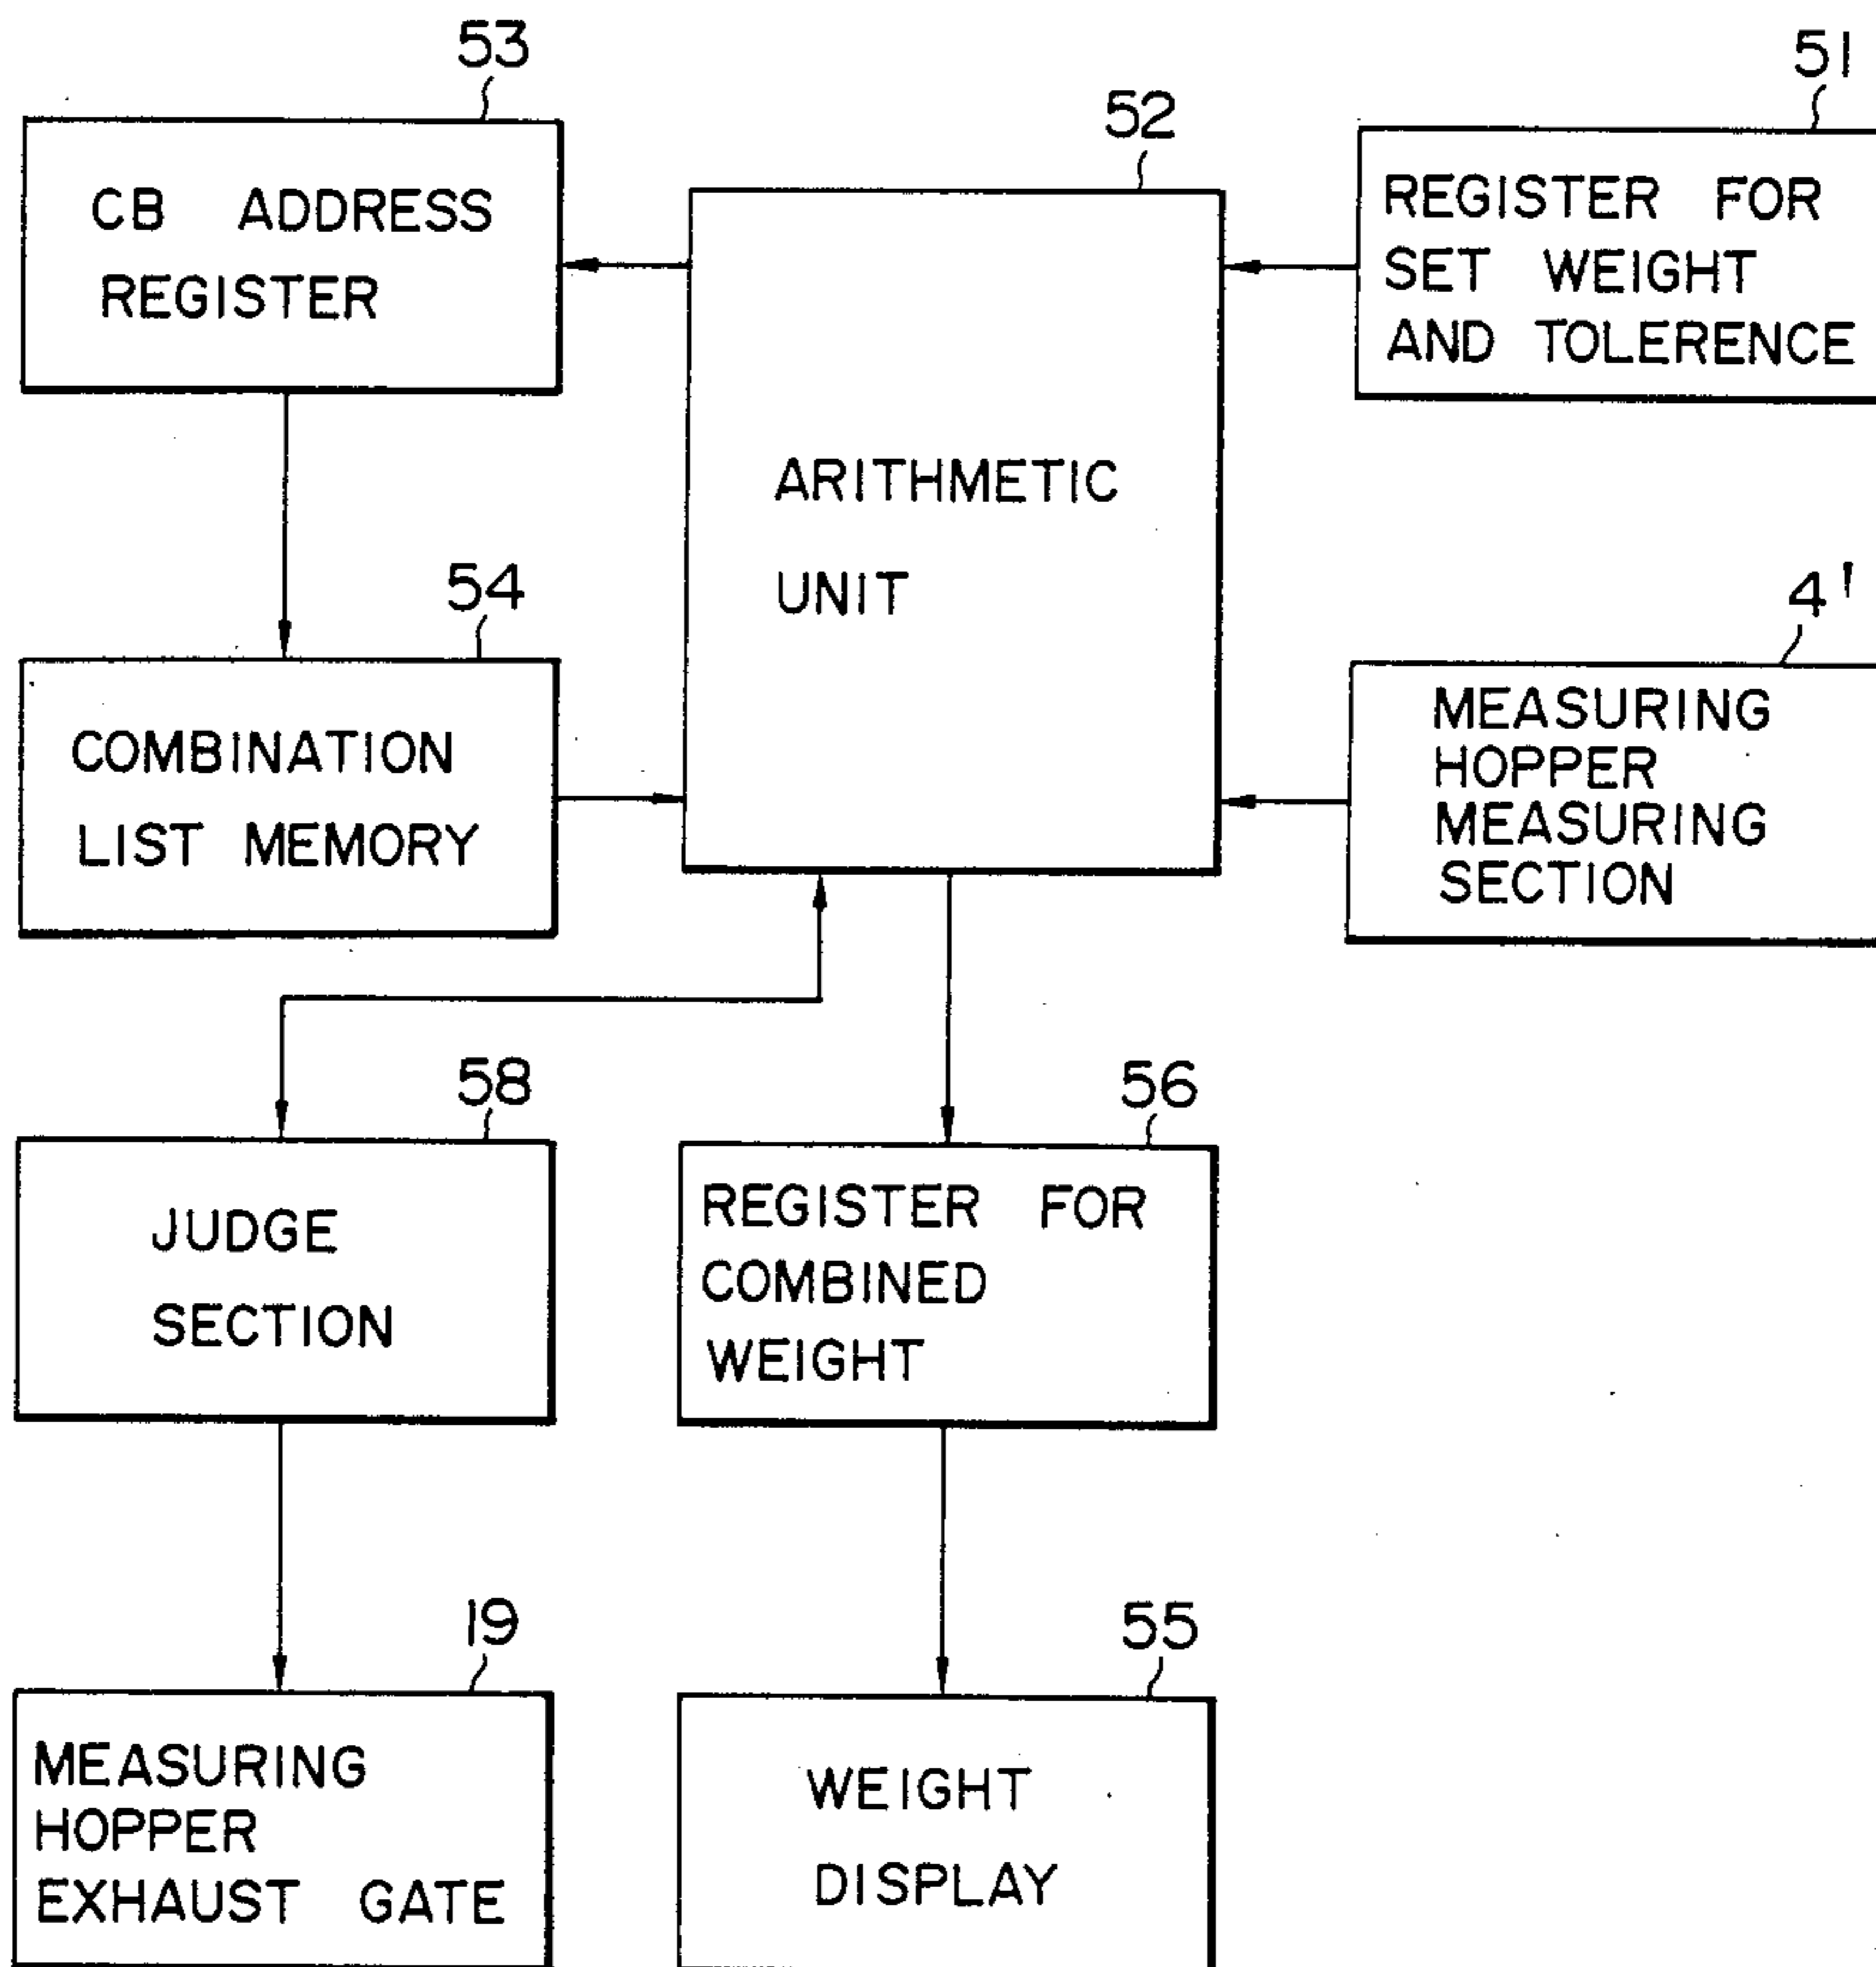 53
CB ADDRESS
REGISTER
52
ARITHMETIC
UNIT
51
REGISTER FOR
SET WEIGHT
AND TOLERENCE
54
COMBINATION
LIST MEMORY
4'
MEASURING
HOPPER
MEASURING
SECTION
58
JUDGE
SECTION
56
REGISTER FOR
COMBINED
WEIGHT
19
MEASURING
HOPPER
EXHAUST GATE
55
WEIGHT
DISPLAY